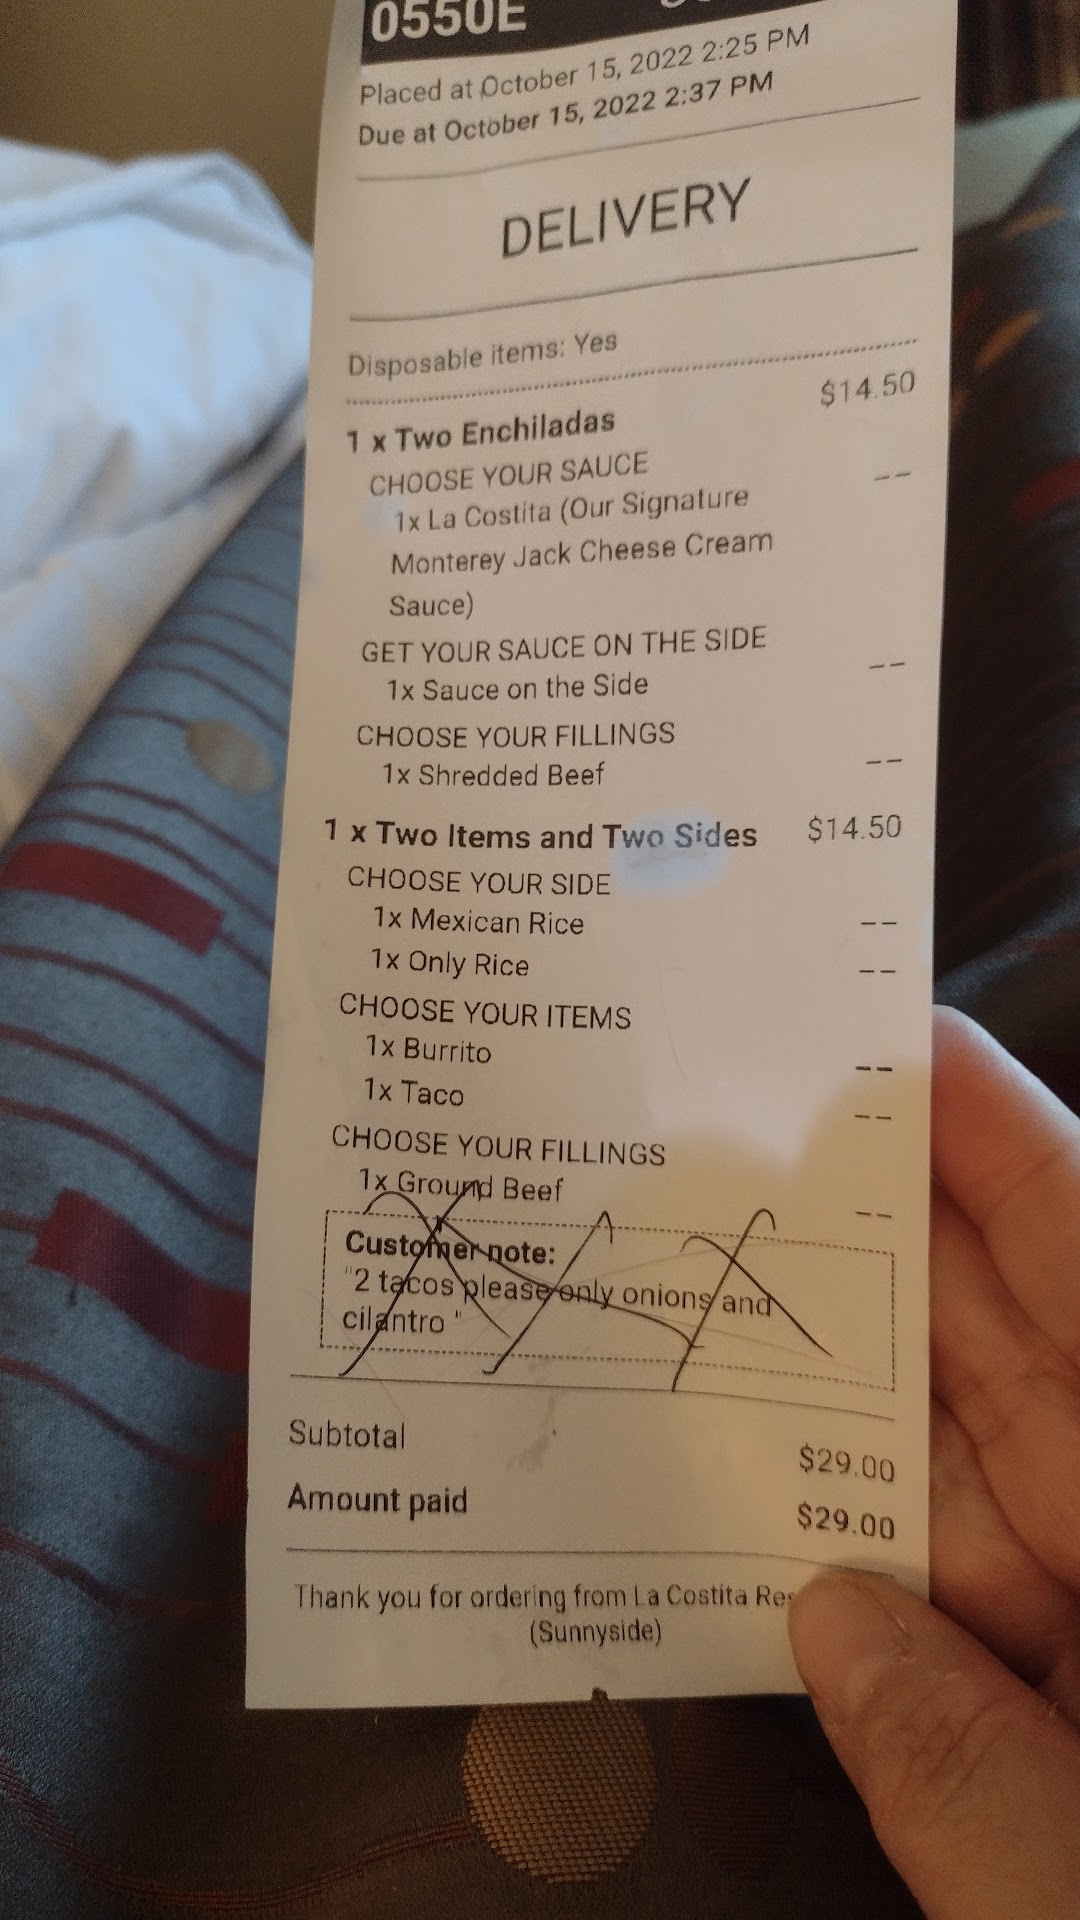 0550E
Placed at October 15, 2022 2:25 PM
Due at October 15, 2022 2:37 PM
DELIVERY
Disposable items: Yes
1 x Two Enchiladas $14.50
CHOOSE YOUR SAUCE
1x La Costita (Our Signature --
Monterey Jack Cheese Cream
Sauce)
GET YOUR SAUCE ON THE SIDE
1x Sauce on the Side --
CHOOSE YOUR FILLINGS
1x Shredded Beef --
1 x Two Items and Two Sides $14.50
CHOOSE YOUR SIDE
1x Mexican Rice --
1x Only Rice --
CHOOSE YOUR ITEMS
1x Burrito --
1x Taco --
CHOOSE YOUR FILLINGS
1x Ground Beef --
Customer note:
"2 tacos please only onions and
cilantro "
Subtotal $29.00
Amount paid $29.00
Thank you for ordering from La Costita
(Sunnyside)